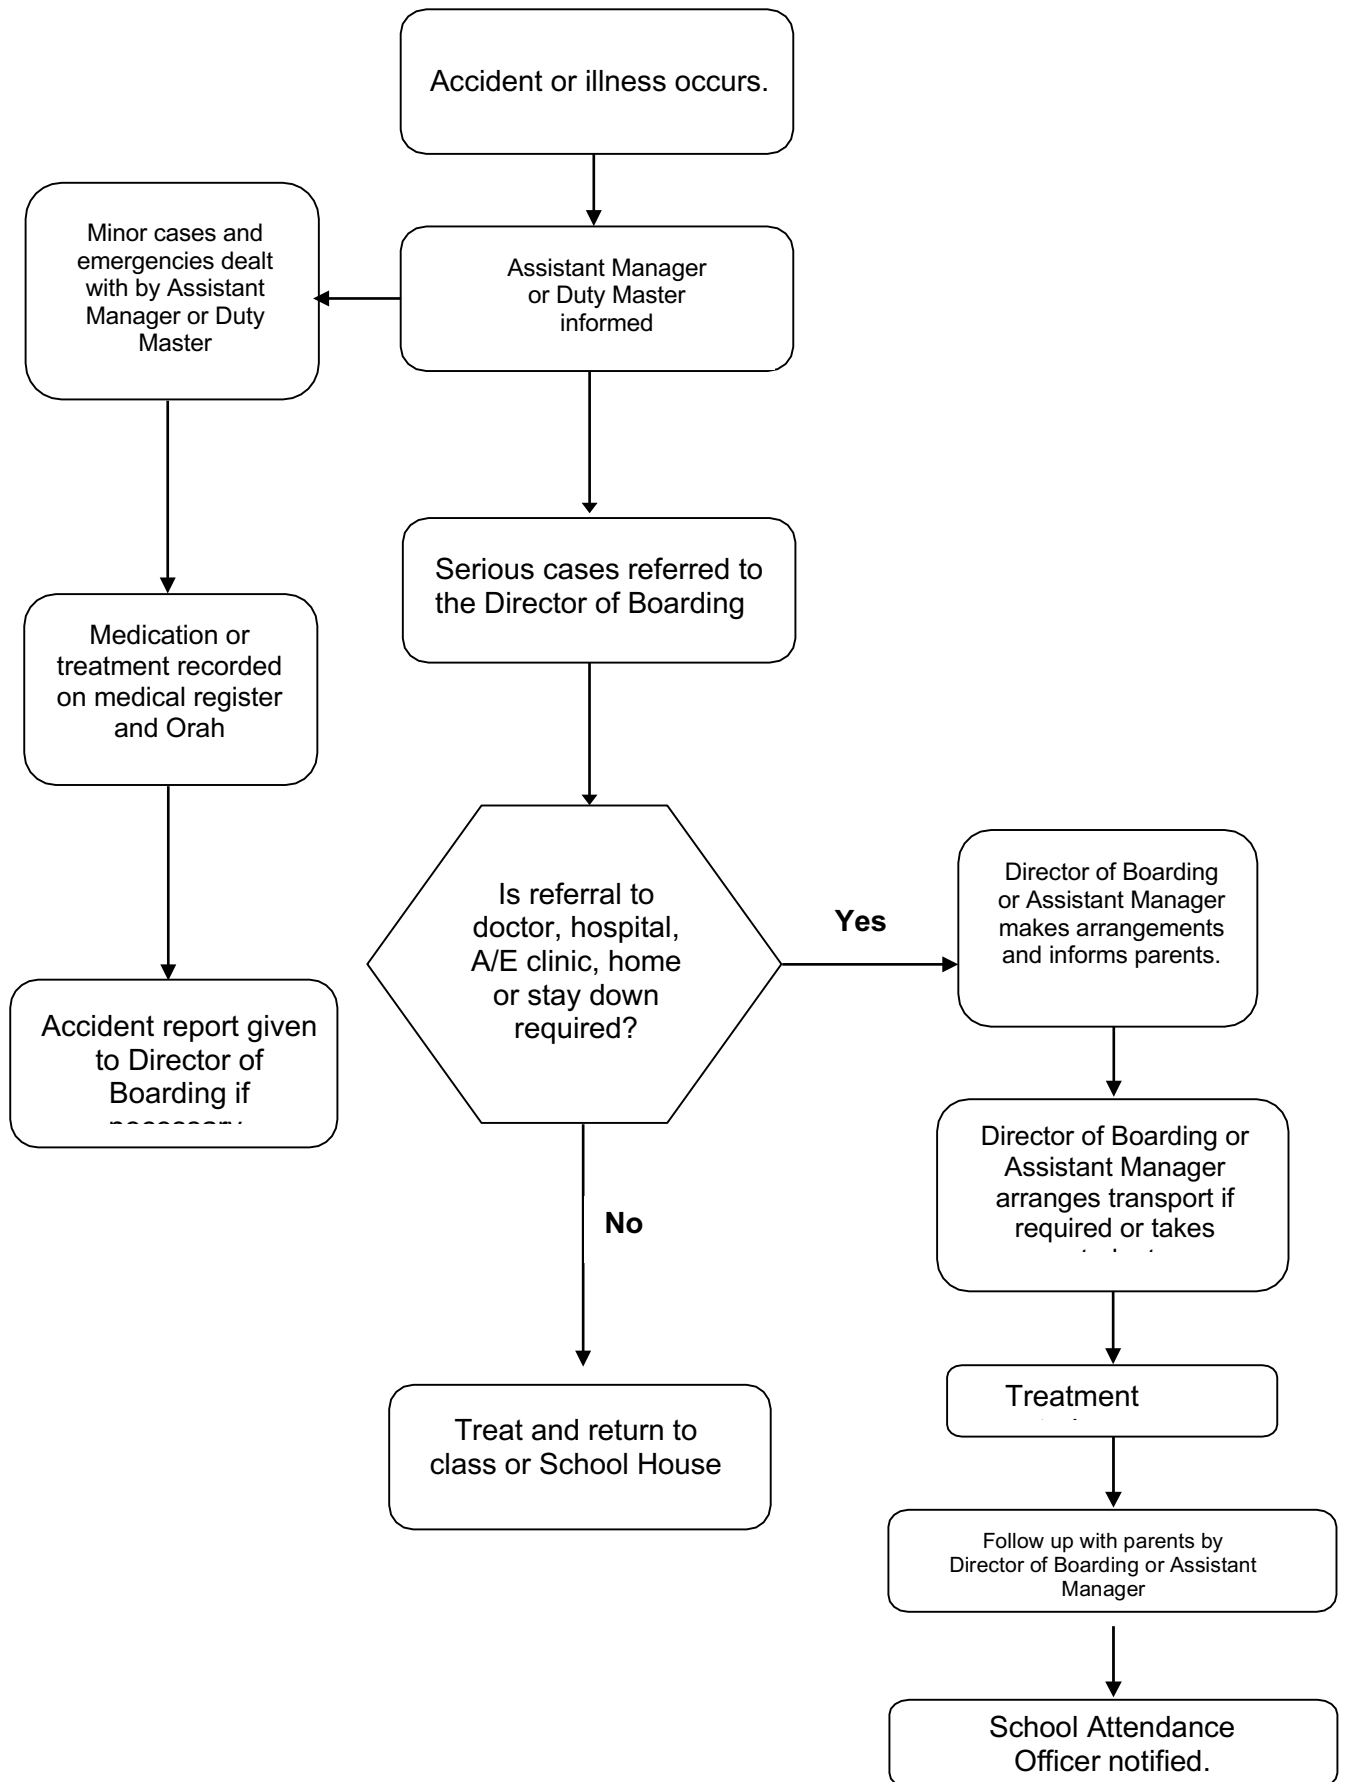 Accident or illness occurs.
Minor cases and
emergencies dealt
with by Assistant
Manager or Duty
Master
Assistant Manager
or Duty Master
informed
Serious cases referred to
the Director of Boarding
Medication or
treatment recorded
on medical register
and Orah
Is referral to
doctor, hospital,
A/E clinic, home
or stay down
required?
Yes
Director of Boarding
or Assistant Manager
makes arrangements
and informs parents.
Accident report given
to Director of
Boarding if
Director of Boarding or
Assistant Manager
arranges transport if
required or takes
No
Treatment
Treat and return to
class or School House
Follow up with parents by
Director of Boarding or Assistant
Manager
School Attendance
Officer notified.